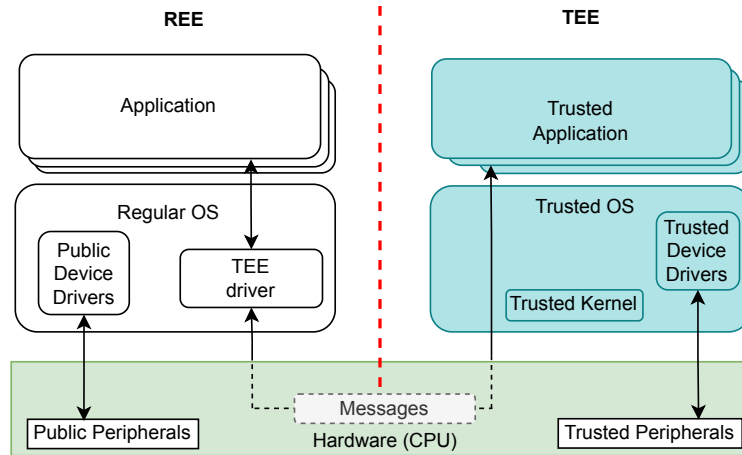 REE
TEE
Application
Trusted
Application
Regular OS
Trusted OS
Public
Device
Drivers
TEE
driver
Trusted
Device
Drivers
Trusted Kernel
Messages
Public Peripherals
Hardware (CPU)
Trusted Peripherals